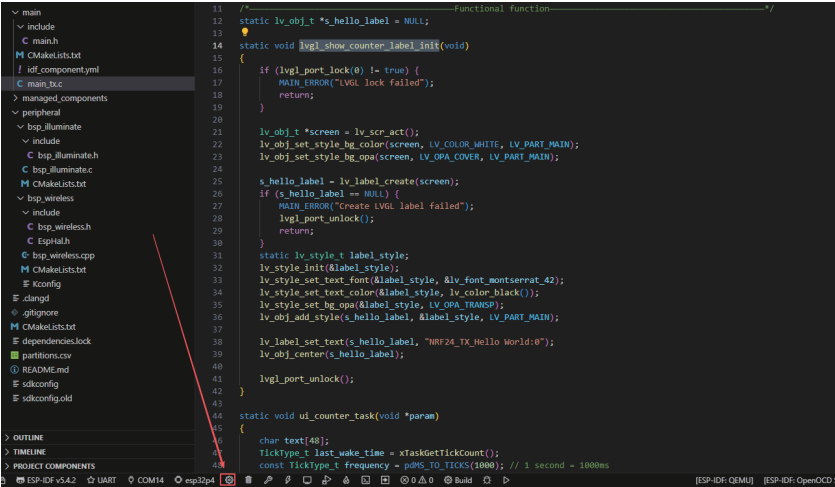 main
include
C main.h
M CMakeLists.txt
! idf_component.yml
C main_tx.c
managed_components
peripheral
bsp_illuminate
include
C bsp_illuminate.h
C bsp_illuminate.c
M CMakeLists.txt
bsp_wireless
include
C bsp_wireless.h
C EspHal.h
bsp_wireless.cpp
M CMakeLists.txt
Kconfig
.clangd
.gitignore
M CMakeLists.txt
dependencies.lock
partitions.csv
README.md
sdkconfig
sdkconfig.old
OUTLINE
TIMELINE
PROJECT COMPONENTS
11 /*————Functional function————*/
12 static lv_obj_t *s_hello_label = NULL;
13
14 static void lvgl_show_counter_label_init(void)
15 {
16 if (lvgl_port_lock(0) != true) {
17 MAIN_ERROR("LVGL lock failed");
18 return;
19 }
20
21 lv_obj_t *screen = lv_scr_act();
22 lv_obj_set_style_bg_color(screen, LV_COLOR_WHITE, LV_PART_MAIN);
23 lv_obj_set_style_bg_opa(screen, LV_OPA_COVER, LV_PART_MAIN);
24
25 s_hello_label = lv_label_create(screen);
26 if (s_hello_label == NULL) {
27 MAIN_ERROR("Create LVGL label failed");
28 lvgl_port_unlock();
29 return;
30 }
31 static lv_style_t label_style;
32 lv_style_init(&label_style);
33 lv_style_set_text_font(&label_style, &lv_font_montserrat_42);
34 lv_style_set_text_color(&label_style, lv_color_black());
35 lv_style_set_bg_opa(&label_style, LV_OPA_TRANSP);
36 lv_obj_add_style(s_hello_label, &label_style, LV_PART_MAIN);
37
38 lv_label_set_text(s_hello_label, "NRF24_TX_Hello World:0");
39 lv_obj_center(s_hello_label);
40
41 lvgl_port_unlock();
42 }
43
44 static void ui_counter_task(void *param)
45 {
46 char text[48];
47 TickType_t last_wake_time = xTaskGetTickCount();
48 const TickType_t frequency = pdMS_TO_TICKS(1000); // 1 second = 1000ms
ESP-IDF v5.4.2 UART COM14 esp32p4 0 0 Build [ESP-IDF: QEMU] [ESP-IDF: OpenOCD